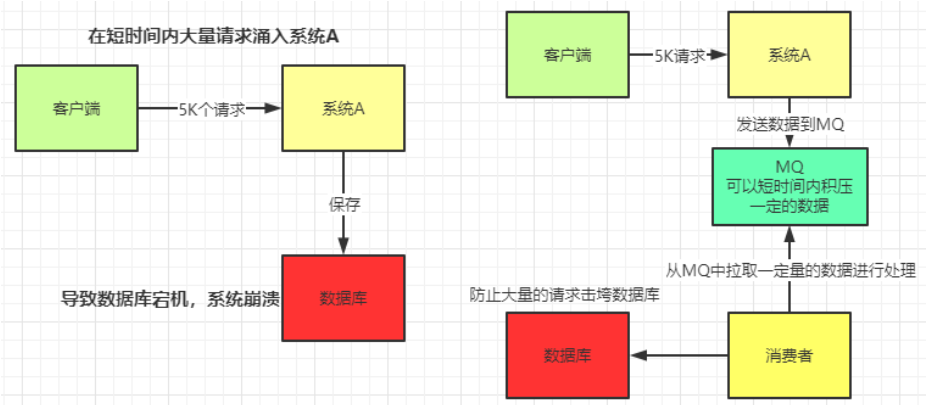 在短时间内大量请求涌入系统A
客户端
5K个请求
系统A
保存
导致数据库宕机，系统崩溃
数据库
客户端
5K请求
系统A
发送数据到MQ
MQ
可以短时间内积压
一定的数据
从MQ中拉取一定量的数据进行处理
防止大量的请求击垮数据库
数据库
消费者